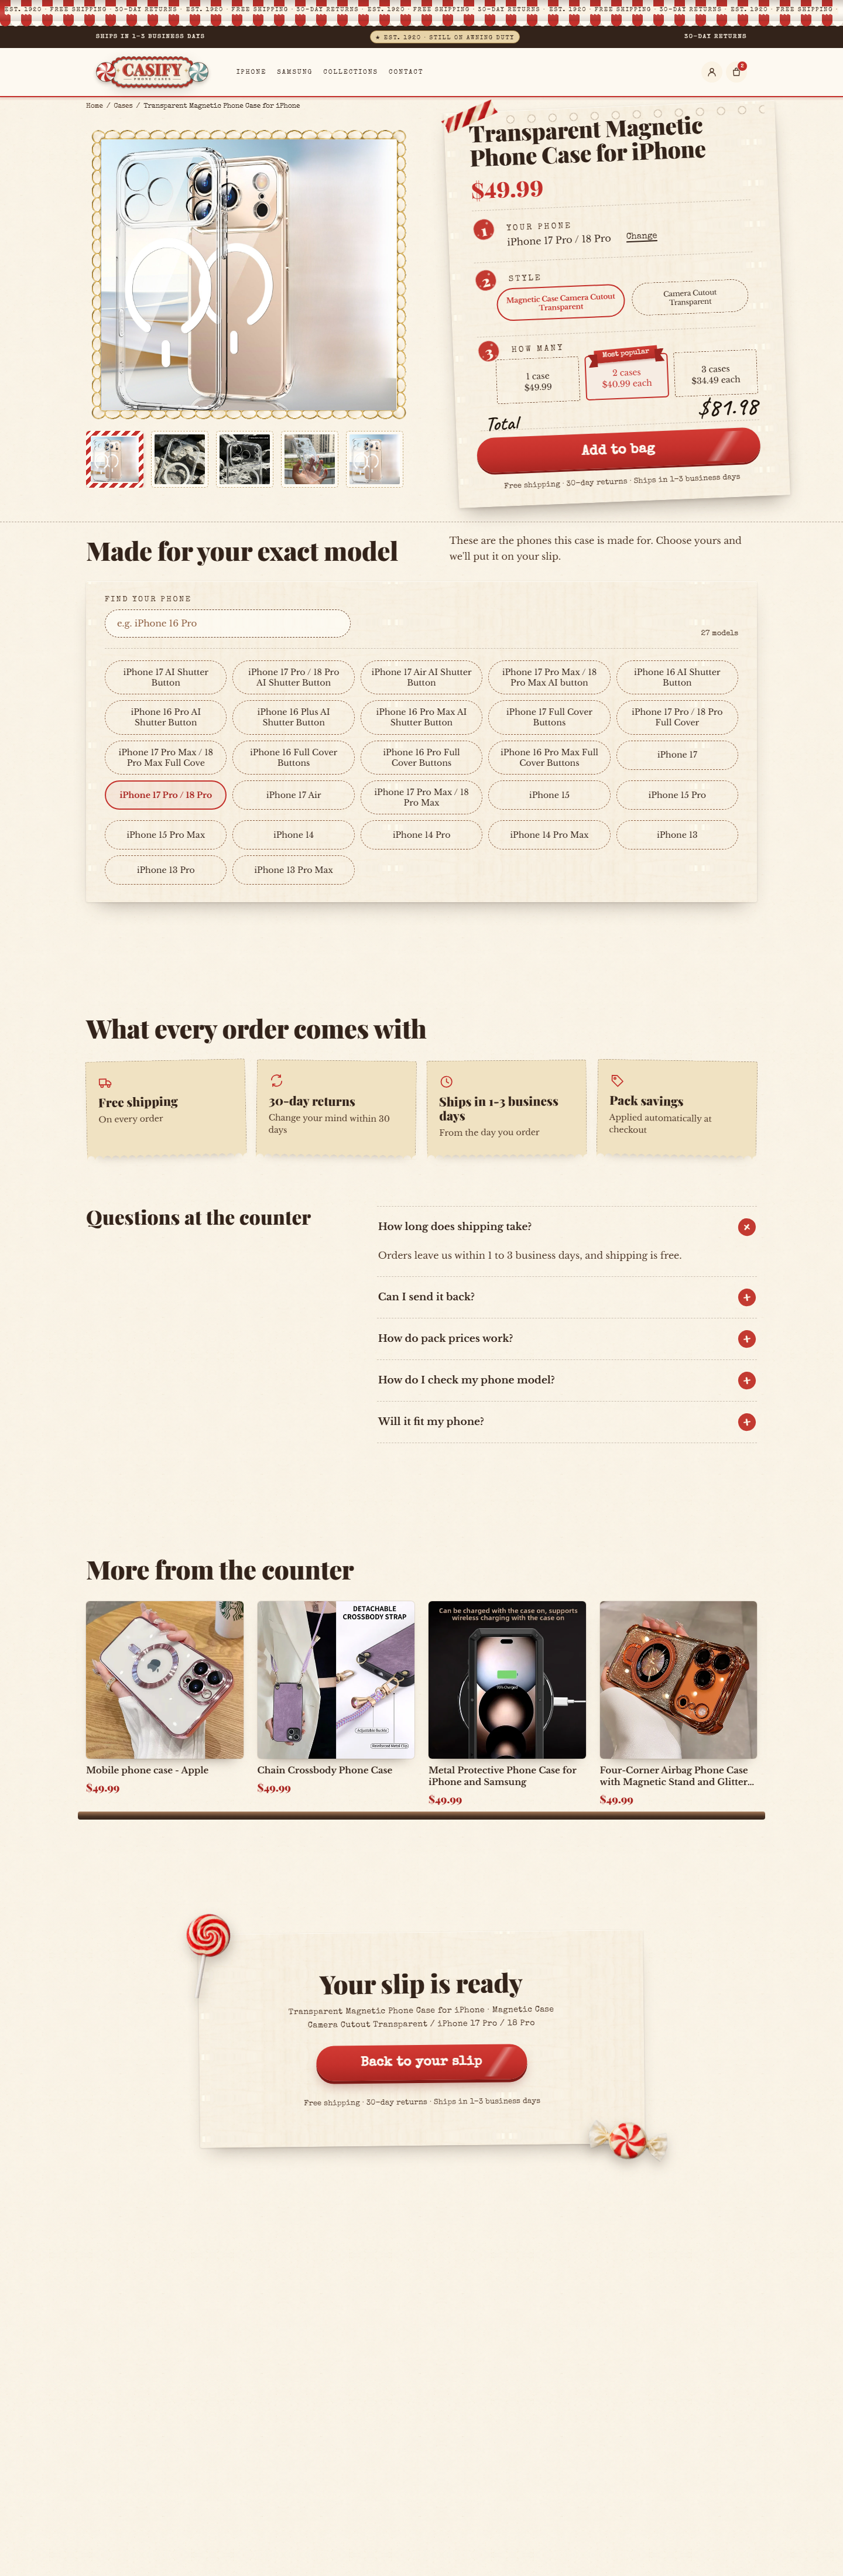 EST. 1920 · FREE SHIPPING · 30-DAY RETURNS · EST. 1920 · FREE SHIPPING · 30-DAY RETURNS · EST. 1920 · FREE SHIPPING · 30-DAY RETURNS · EST. 1920 · FREE SHIPPING · 30-DAY RETURNS · EST. 1920 · FREE SHIPPING ·
SHIPS IN 1-3 BUSINESS DAYS
★ EST. 1920 · STILL ON AWNING DUTY
30-DAY RETURNS
CASIFY
PHONE CASES
IPHONE SAMSUNG COLLECTIONS CONTACT
2
Home / Cases / Transparent Magnetic Phone Case for iPhone
Transparent Magnetic
Phone Case for iPhone
$49.99
1
YOUR PHONE
iPhone 17 Pro / 18 Pro Change
2
STYLE
Magnetic Case Camera Cutout
Transparent
Camera Cutout
Transparent
3
HOW MANY
1 case
$49.99
Most popular
2 cases
$40.99 each
3 cases
$34.49 each
Total
$81.98
Add to bag
Free shipping · 30-day returns · Ships in 1-3 business days
Made for your exact model
These are the phones this case is made for. Choose yours and
we'll put it on your slip.
FIND YOUR PHONE
e.g. iPhone 16 Pro
27 models
iPhone 17 AI Shutter
Button
iPhone 17 Pro / 18 Pro
AI Shutter Button
iPhone 17 Air AI Shutter
Button
iPhone 17 Pro Max / 18
Pro Max AI button
iPhone 16 AI Shutter
Button
iPhone 16 Pro AI
Shutter Button
iPhone 16 Plus AI
Shutter Button
iPhone 16 Pro Max AI
Shutter Button
iPhone 17 Full Cover
Buttons
iPhone 17 Pro / 18 Pro
Full Cover
iPhone 17 Pro Max / 18
Pro Max Full Cove
iPhone 16 Full Cover
Buttons
iPhone 16 Pro Full
Cover Buttons
iPhone 16 Pro Max Full
Cover Buttons
iPhone 17
iPhone 17 Pro / 18 Pro
iPhone 17 Air
iPhone 17 Pro Max / 18
Pro Max
iPhone 15
iPhone 15 Pro
iPhone 15 Pro Max
iPhone 14
iPhone 14 Pro
iPhone 14 Pro Max
iPhone 13
iPhone 13 Pro
iPhone 13 Pro Max
What every order comes with
Free shipping
On every order
30-day returns
Change your mind within 30
days
Ships in 1-3 business
days
From the day you order
Pack savings
Applied automatically at
checkout
Questions at the counter
How long does shipping take?
Orders leave us within 1 to 3 business days, and shipping is free.
Can I send it back?
How do pack prices work?
How do I check my phone model?
Will it fit my phone?
More from the counter
DETACHABLE
CROSSBODY STRAP
Adjustable Buckle
Reinforced Metal Clip
Can be charged with the case on, supports
wireless charging with the case on
Mobile phone case - Apple
$49.99
Chain Crossbody Phone Case
$49.99
Metal Protective Phone Case for
iPhone and Samsung
$49.99
Four-Corner Airbag Phone Case
with Magnetic Stand and Glitter...
$49.99
Your slip is ready
Transparent Magnetic Phone Case for iPhone · Magnetic Case
Camera Cutout Transparent / iPhone 17 Pro / 18 Pro
Back to your slip
Free shipping · 30-day returns · Ships in 1-3 business days